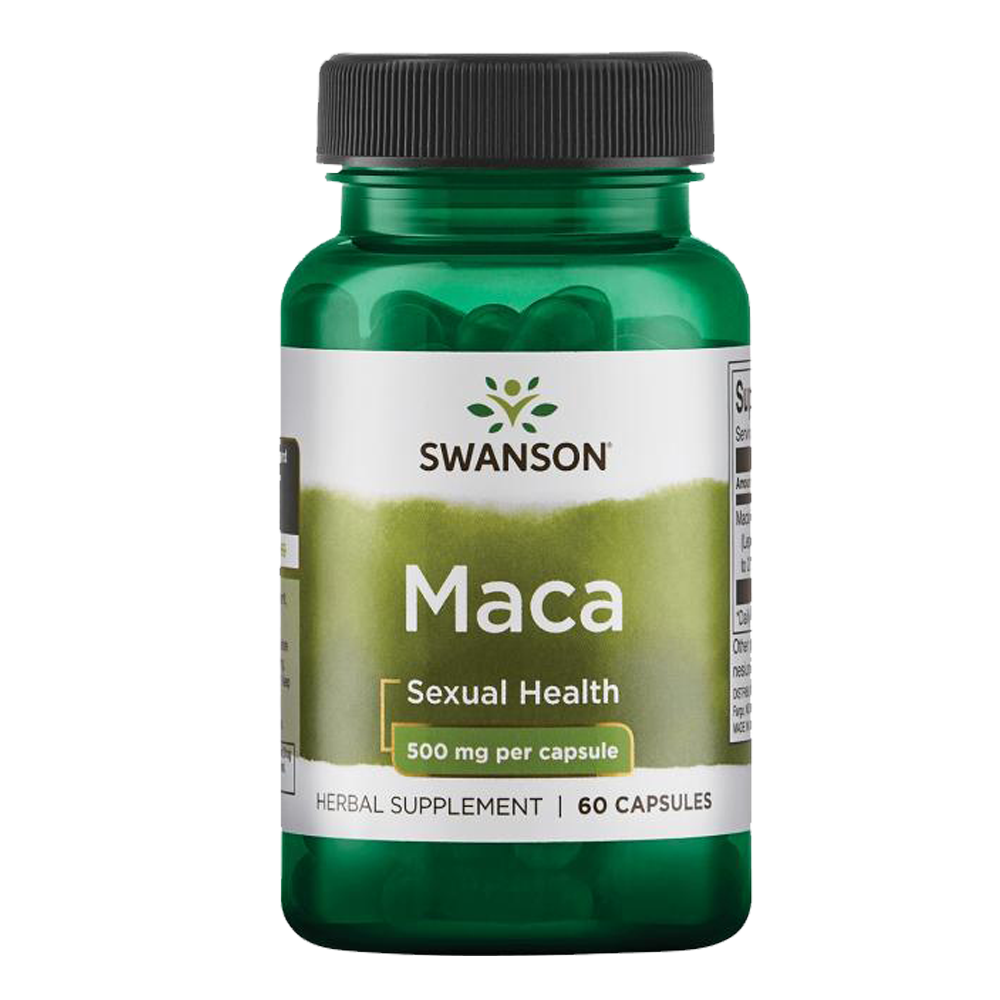 SWANSON®
Maca
Sexual Health
500 mg per capsule
HERBAL SUPPLEMENT | 60 CAPSULES